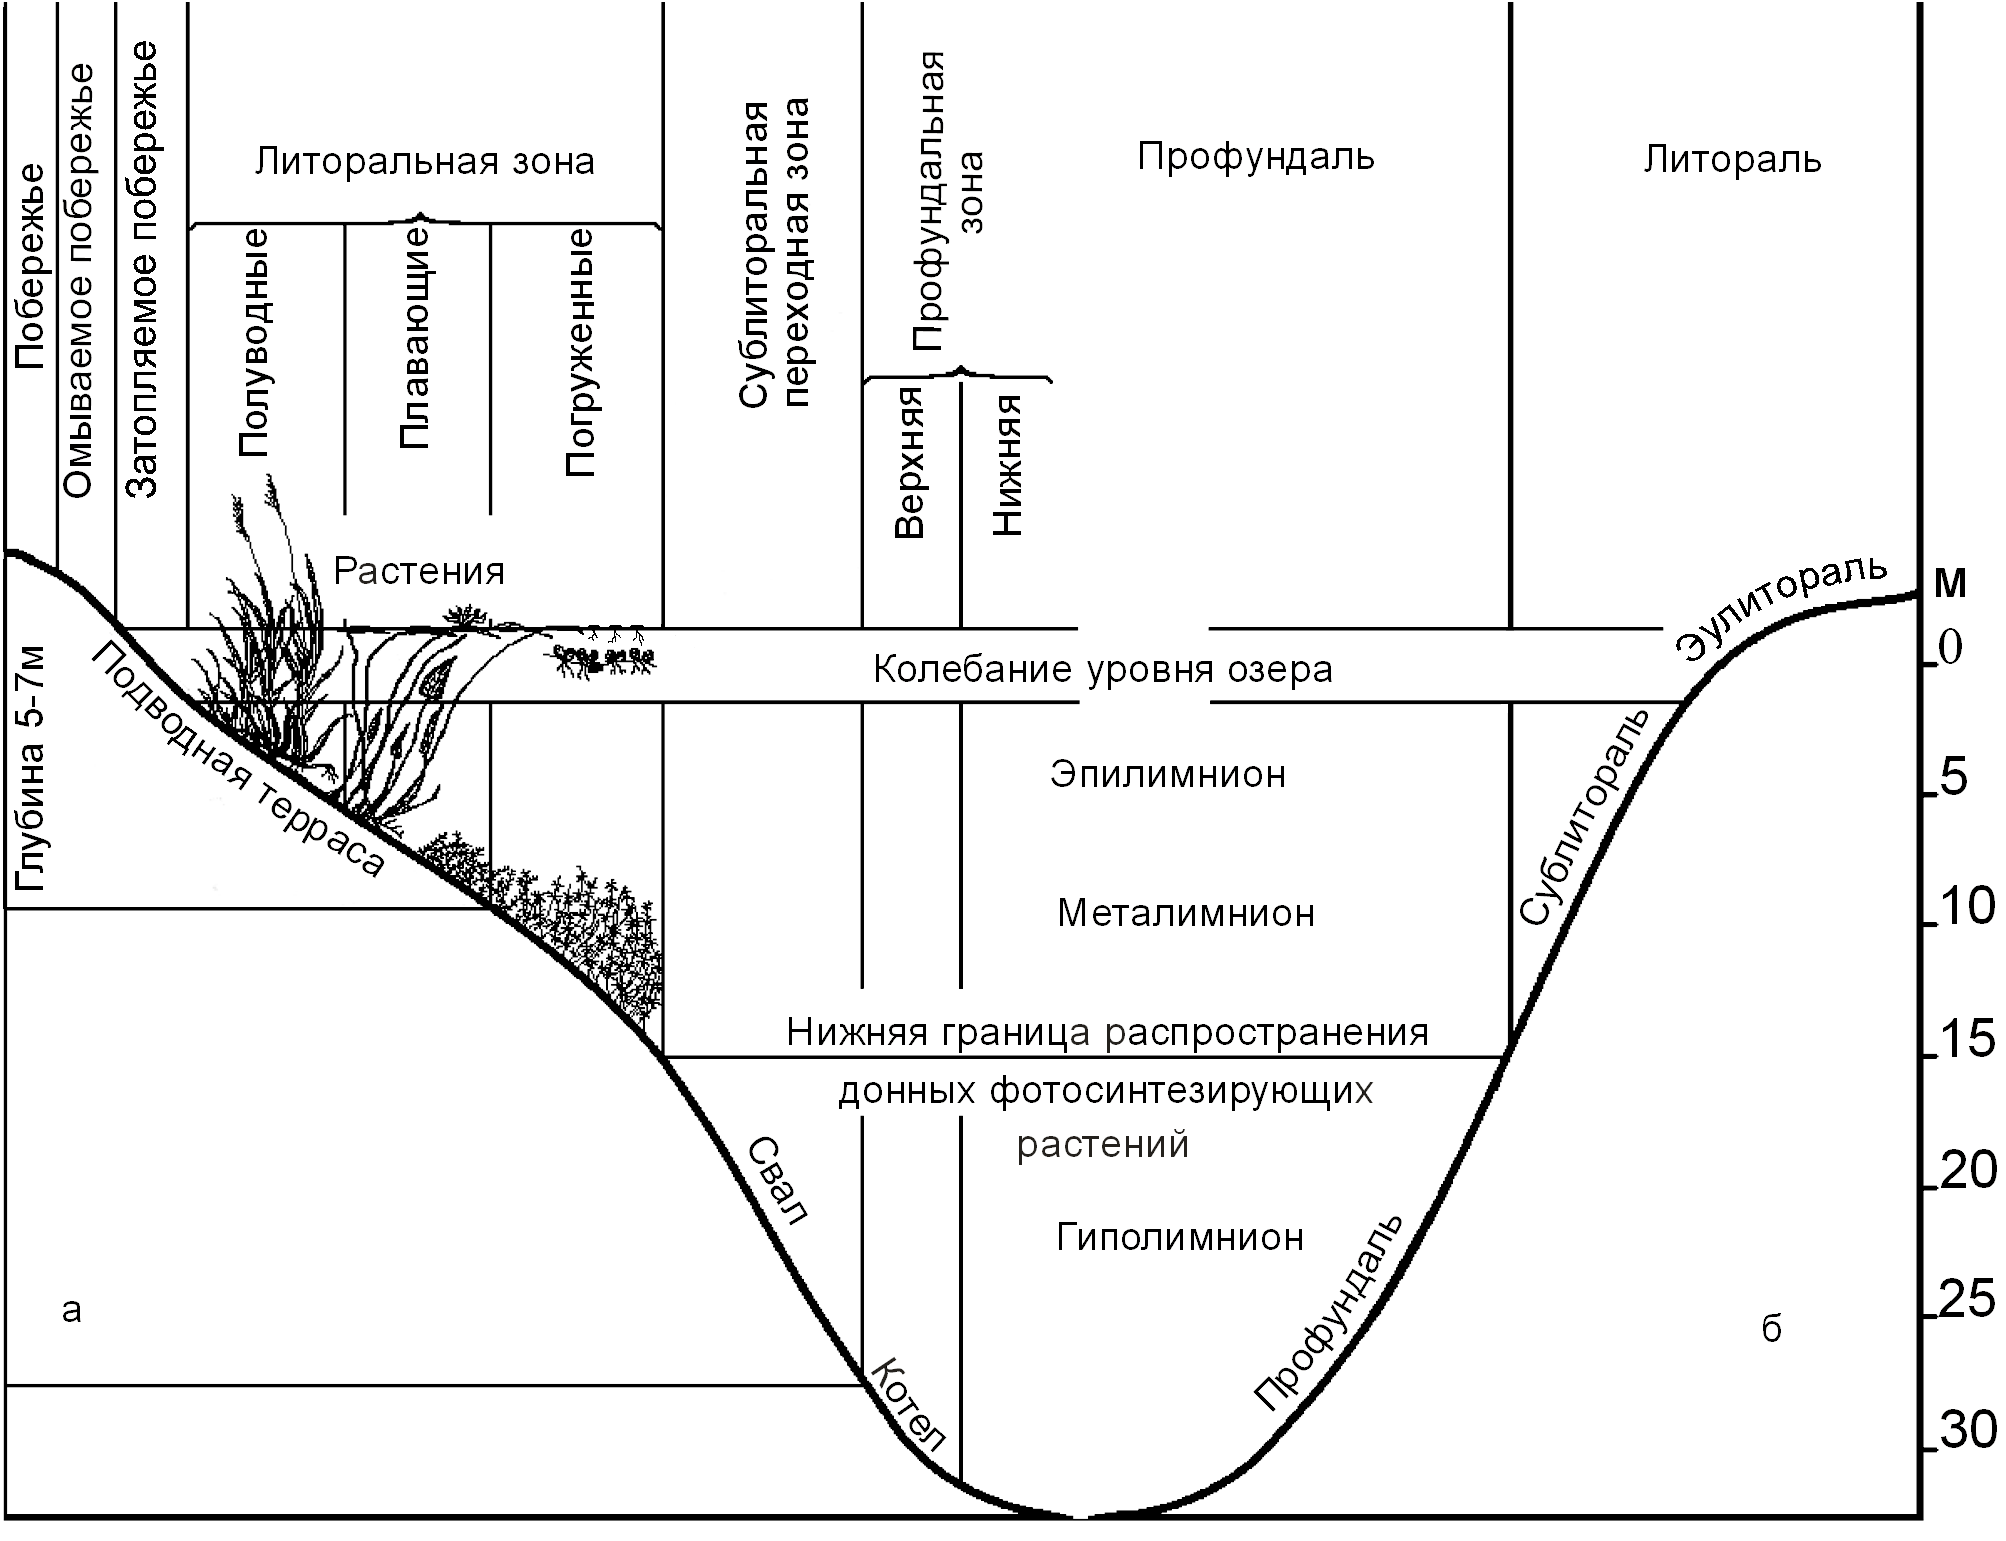 Побережье
Омываемое побережье
Затопляемое побережье
Литоральная зона
Полуводные
Плавающие
Погруженные
Растения
Сублиторальная
переходная зона
Профундальная
зона
Верхняя
Нижняя
Профундаль
Литораль
Эулитораль
М
0
5
10
15
20
25
30
Колебание уровня озера
Глубина 5-7м
Подводная терраса
Эпилимнион
Сублитораль
Металимнион
Нижняя граница распространения
донных фотосинтезирующих
растений
Свал
Гиполимнион
Профундаль
Котел
а
б